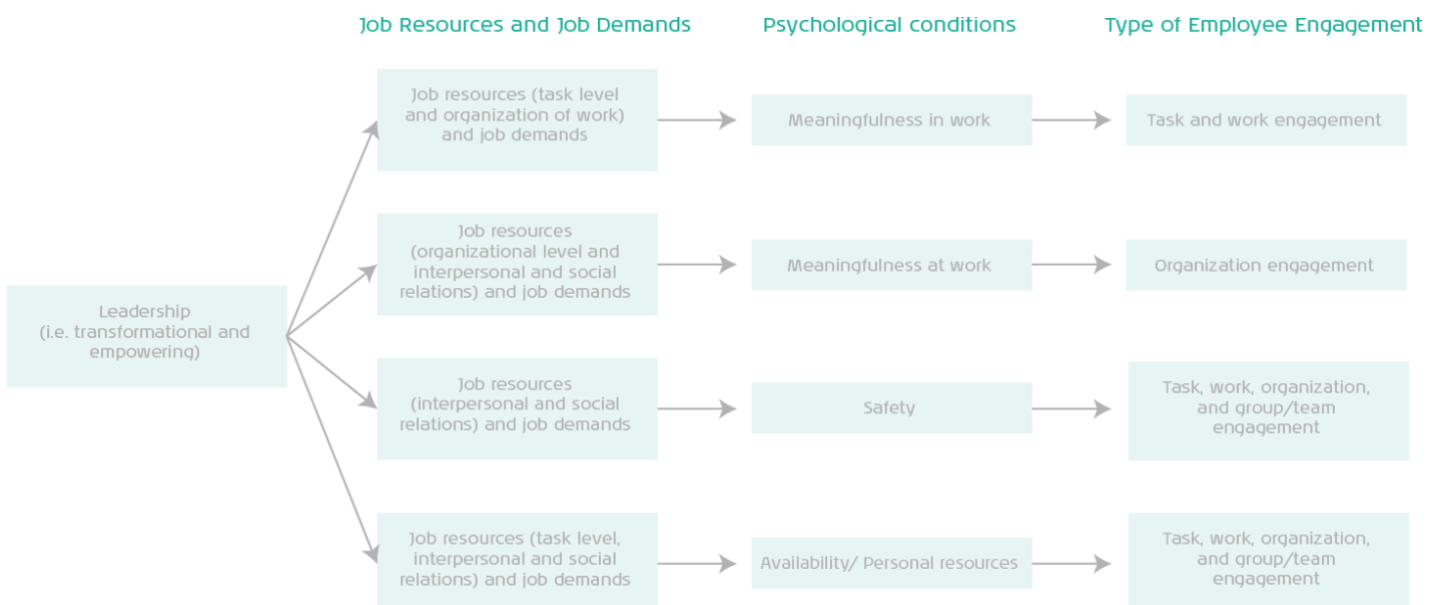 Job Resources and Job Demands
Psychological conditions
Type of Employee Engagement
Leadership
(i.e. transformational and
empowering)
Job resources (task level
and organization of work)
and job demands
Meaningfulness in work
Task and work engagement
Job resources
(organizational level and
interpersonal and social
relations) and job demands
Meaningfulness at work
Organization engagement
Job resources
(interpersonal and social
relations) and job demands
Safety
Task, work, organization,
and group/team
engagement
Job resources (task level,
interpersonal and social
relations) and job demands
Availability/ Personal resources
Task, work, organization,
and group/team
engagement